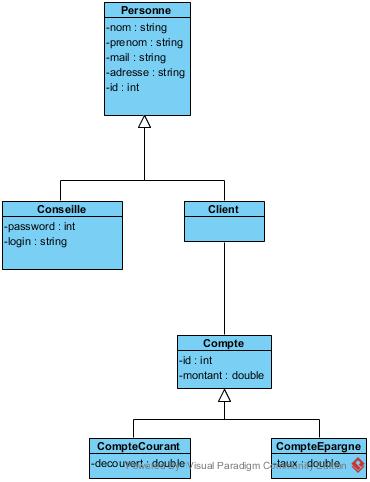 Personne
-nom : string
-prenom : string
-mail : string
-adresse : string
-id : int
Conseille
-password : int
-login : string
Client
Compte
-id : int
-montant : double
CompteCourant
-decouvert : double
CompteEpargne
-taux : double
Powered By Visual Paradigm Community Edition